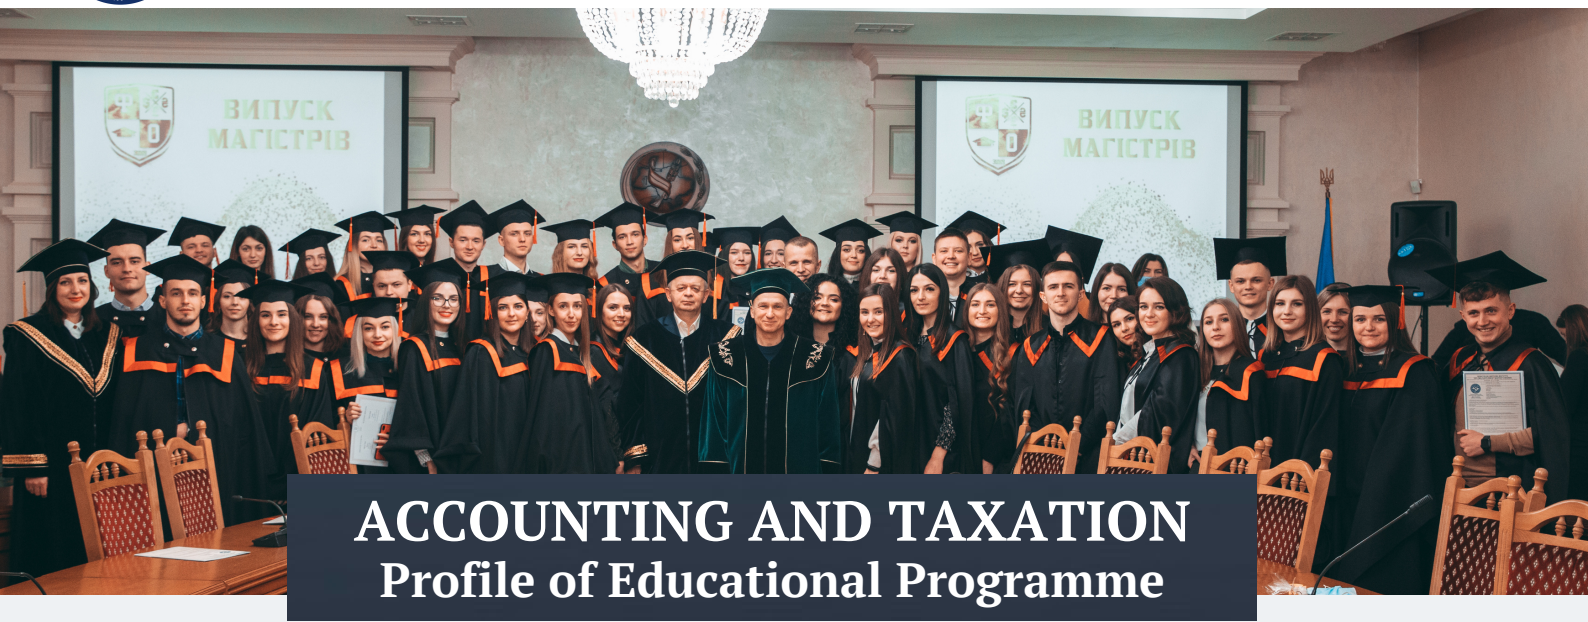 ВИПУСК
МАГІСТРІВ
ВИПУСК
МАГІСТРІВ
ACCOUNTING AND TAXATION
Profile of Educational Programme